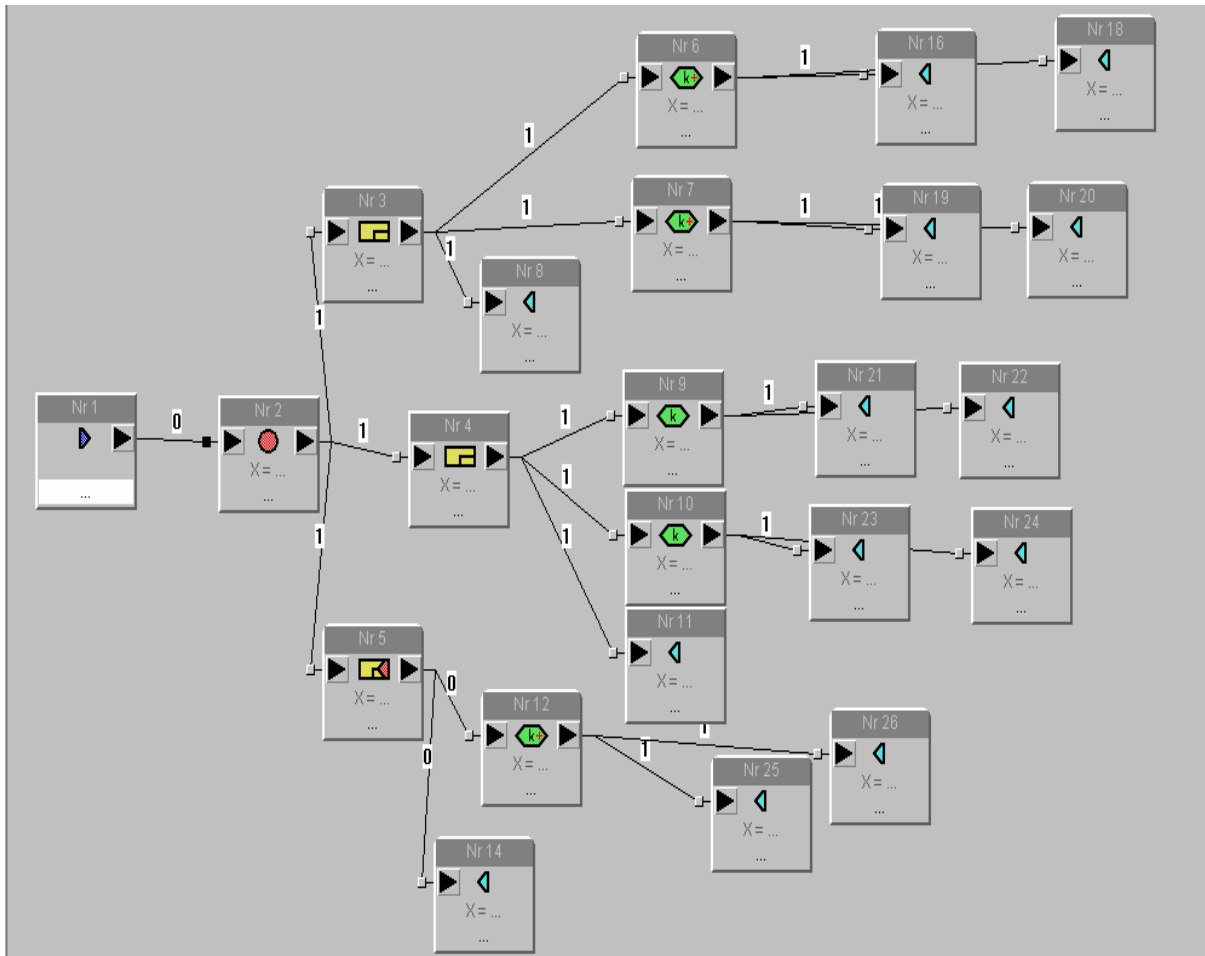 Nr 18
Nr 6
Nr 16
1
k+
X = ...
X = ...
X = ...
...
...
...
1
Nr 7
Nr 3
Nr 19
Nr 20
1
1
1
k+
1
X = ...
X = ...
X = ...
X = ...
Nr 8
...
...
...
...
X = ...
1
...
Nr 21
Nr 22
Nr 9
1
Nr 1
Nr 2
Nr 4
0
1
1
k
X = ...
X = ...
X = ...
X = ...
X = ...
...
...
1
...
...
...
...
Nr 10
Nr 23
Nr 24
1
1
1
k
X = ...
X = ...
X = ...
...
...
...
Nr 11
Nr 5
X = ...
X = ...
0
...
Nr 12
...
Nr 26
1
0
k+
1
X = ...
X = ...
Nr 25
...
...
X = ...
Nr 14
...
X = ...
...